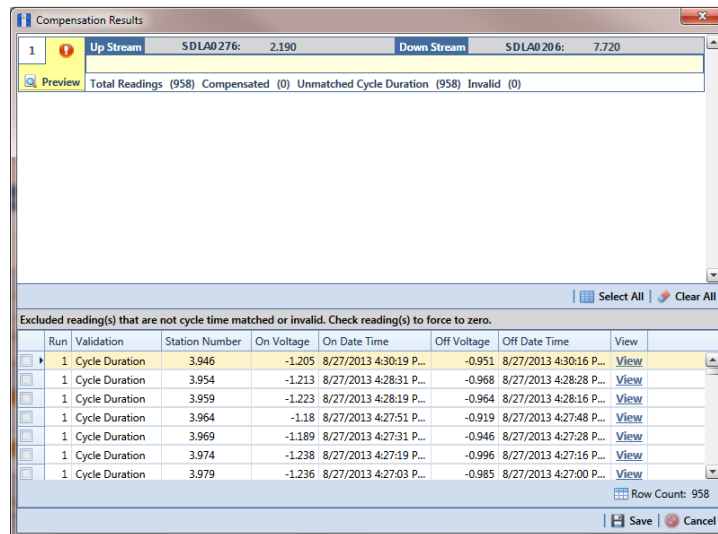 Compensation Results
1 Up Stream SDLA0276: 2.190 Down Stream SDLA0206: 7.720
Preview Total Readings (958) Compensated (0) Unmatched Cycle Duration (958) Invalid (0)
Select All Clear All
Excluded reading(s) that are not cycle time matched or invalid. Check reading(s) to force to zero.
Run Validation Station Number On Voltage On Date Time Off Voltage Off Date Time View
1 Cycle Duration 3.946 -1.205 8/27/2013 4:30:19 P... -0.951 8/27/2013 4:30:16 P... View
1 Cycle Duration 3.954 -1.213 8/27/2013 4:28:31 P... -0.968 8/27/2013 4:28:28 P... View
1 Cycle Duration 3.959 -1.223 8/27/2013 4:28:19 P... -0.964 8/27/2013 4:28:16 P... View
1 Cycle Duration 3.964 -1.18 8/27/2013 4:27:51 P... -0.919 8/27/2013 4:27:48 P... View
1 Cycle Duration 3.969 -1.189 8/27/2013 4:27:31 P... -0.946 8/27/2013 4:27:28 P... View
1 Cycle Duration 3.974 -1.238 8/27/2013 4:27:19 P... -0.996 8/27/2013 4:27:16 P... View
1 Cycle Duration 3.979 -1.236 8/27/2013 4:27:03 P... -0.985 8/27/2013 4:27:00 P... View
Row Count: 958
Save Cancel